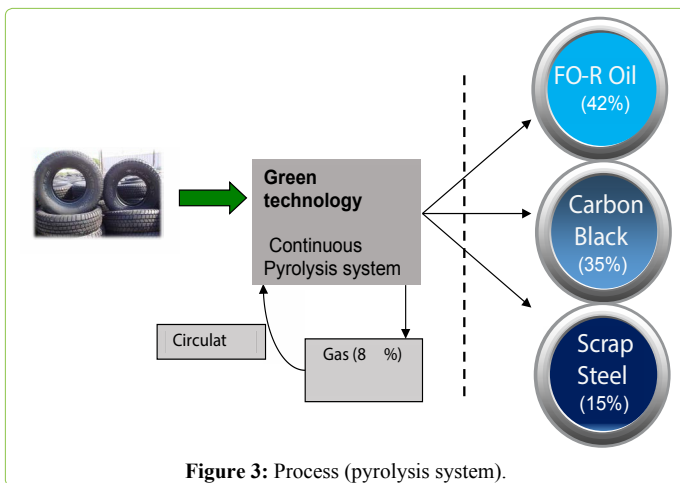 FO-R Oil
(42%)
Green
technology
Continuous
Pyrolysis system
Carbon
Black
(35%)
Circulat
Gas (8 %)
Scrap
Steel
(15%)
Figure 3: Process (pyrolysis system).